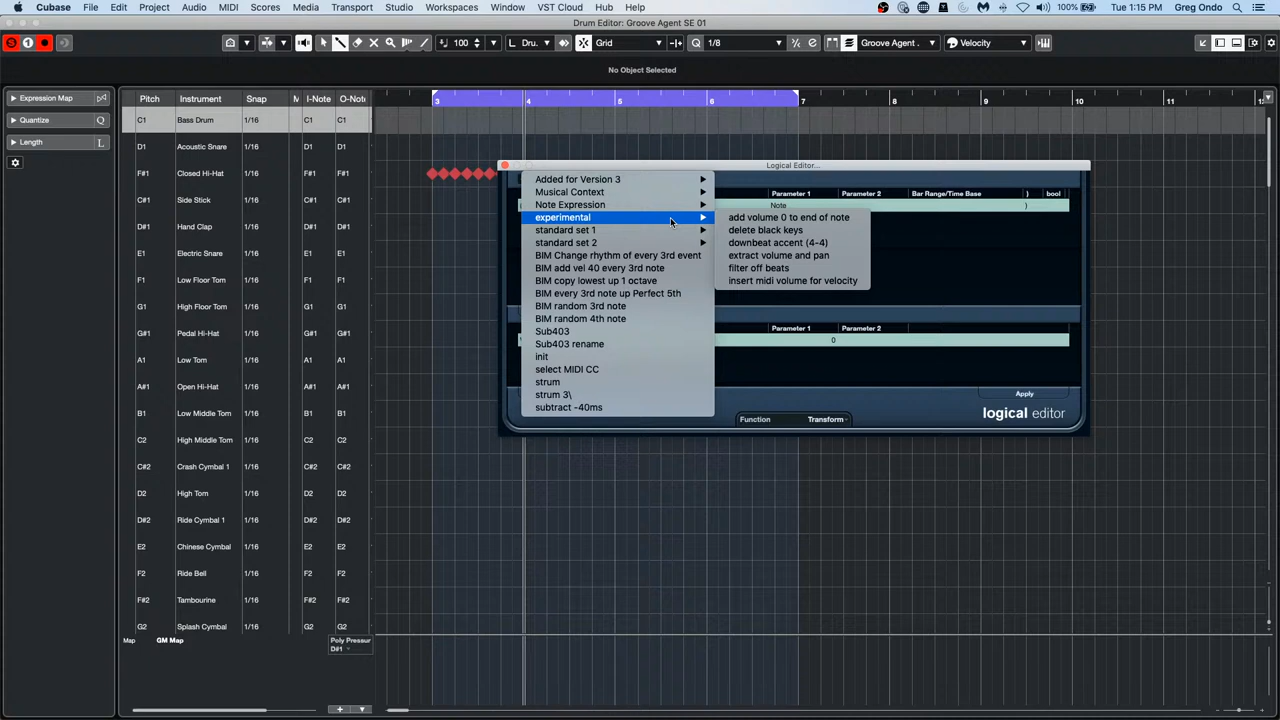 Cubase File Edit Project Audio MIDI Scores Media Transport Studio Workspaces Window VST Cloud Hub Help 100% Tue 1:15 PM Greg Ondo
Drum Editor: Groove Agent SE 01
S 1 100 L Dru. Grid Q 1/8 Groove Agent . Velocity
No Object Selected
Expression Map
Quantize Q
Length L
Pitch Instrument Snap M I-Note O-Note
3 4 5 6 7 8 9 10 11
C1 Bass Drum 1/16 C1 C1
D1 Acoustic Snare 1/16 D1 D1
F#1 Closed Hi-Hat 1/16 F#1 F#1
C#1 Side Stick 1/16 C#1 C#1
D#1 Hand Clap 1/16 D#1 D#1
E1 Electric Snare 1/16 E1 E1
F1 Low Floor Tom 1/16 F1 F1
G1 High Floor Tom 1/16 G1 G1
G#1 Pedal Hi-Hat 1/16 G#1 G#1
A1 Low Tom 1/16 A1 A1
A#1 Open Hi-Hat 1/16 A#1 A#1
B1 Low Middle Tom 1/16 B1 B1
C2 High Middle Tom 1/16 C2 C2
C#2 Crash Cymbal 1 1/16 C#2 C#2
D2 High Tom 1/16 D2 D2
D#2 Ride Cymbal 1 1/16 D#2 D#2
E2 Chinese Cymbal 1/16 E2 E2
F2 Ride Bell 1/16 F2 F2
F#2 Tambourine 1/16 F#2 F#2
G2 Splash Cymbal 1/16 G2 G2
Map GM Map
Poly Pressur
D#1
Logical Editor...
Added for Version 3
Musical Context
Note Expression
experimental
standard set 1
standard set 2
BIM Change rhythm of every 3rd event
BIM add vel 40 every 3rd note
BIM copy lowest up 1 octave
BIM every 3rd note up Perfect 5th
BIM random 3rd note
BIM random 4th note
Sub403
Sub403 rename
init
select MIDI CC
strum
strum 3\
subtract -40ms
add volume 0 to end of note
delete black keys
downbeat accent (4-4)
extract volume and pan
filter off beats
insert midi volume for velocity
Parameter 1 Parameter 2 Bar Range/Time Base ) bool
Note )
Parameter 1 Parameter 2
0
Apply
logical editor
Function Transform